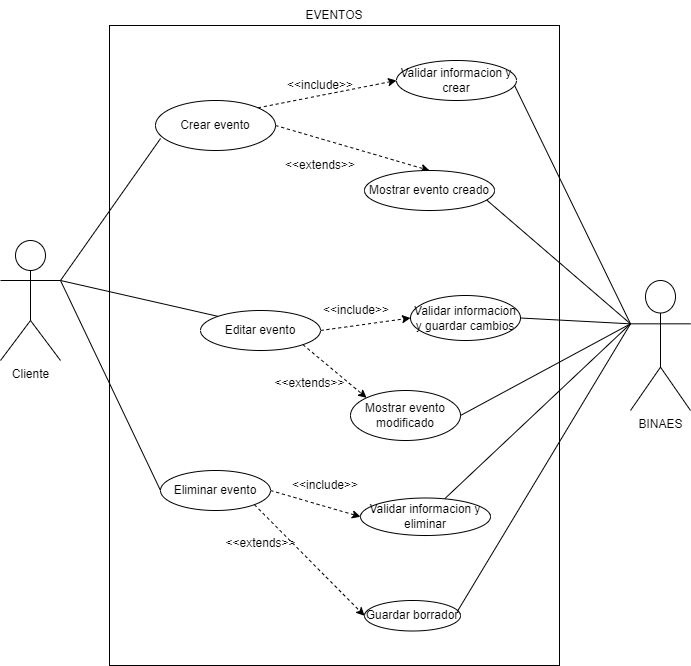 EVENTOS
<<include>>
Validar informacion y
crear
Crear evento
<<extends>>
Mostrar evento creado
<<include>>
Validar informacion
y guardar cambios
Editar evento
Cliente
<<extends>>
Mostrar evento
modificado
BINAES
Eliminar evento
<<include>>
Validar informacion y
eliminar
<<extends>>
Guardar borrador